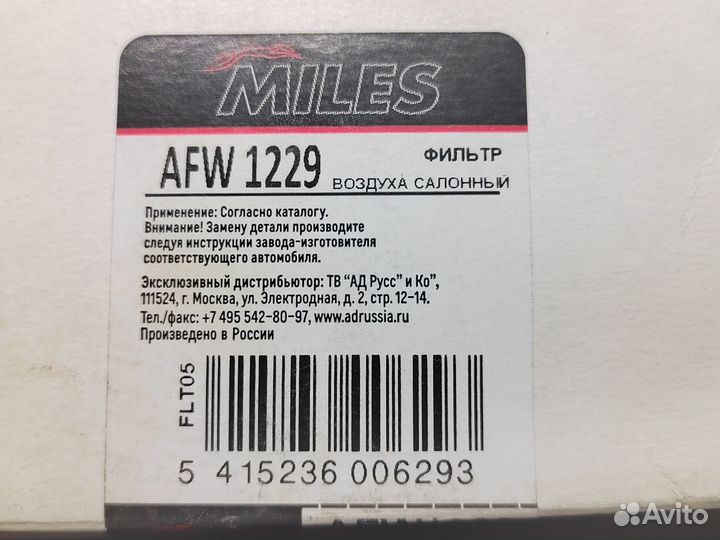 MILES
AFW 1229
ФИЛЬТР
ВОЗДУХА САЛОННЫЙ
Применение: Согласно каталогу.
Внимание! Замену детали производите
следуя инструкции завода-изготовителя
соответствующего автомобиля.
Эксклюзивный дистрибьютор: ТВ "АД Русс" и Ко",
111524, г. Москва, ул. Электродная, д. 2, стр. 12-14.
Тел./факс: +7 495 542-80-97, www.adrussia.ru
Произведено в России
FLT05
5 415236 006293
Avito